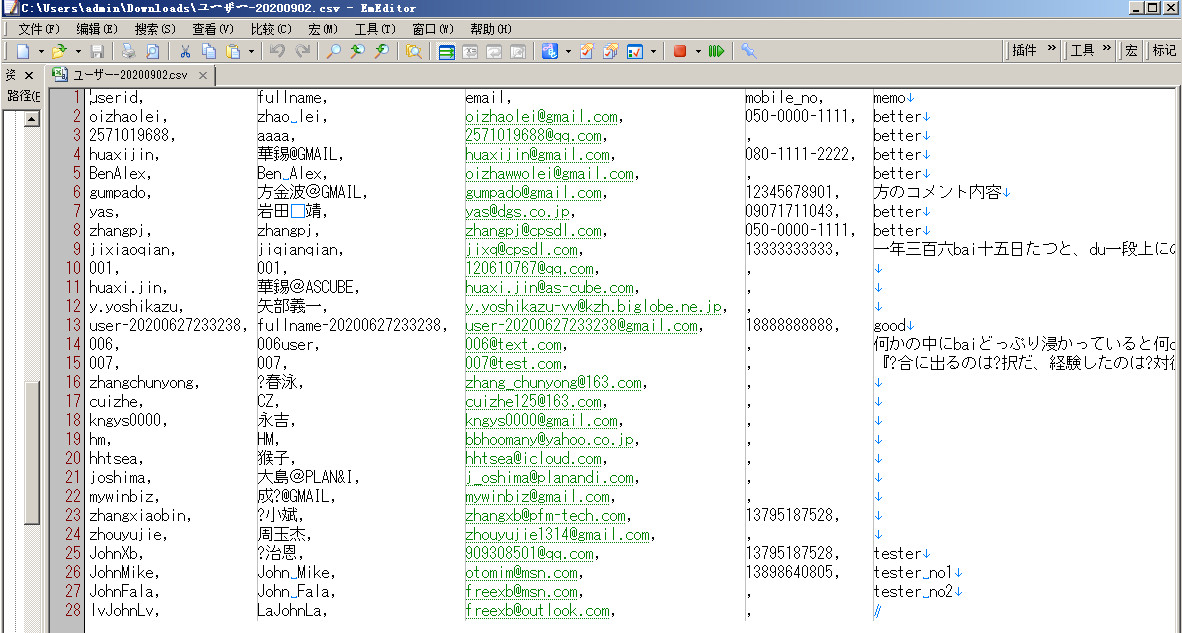 C:\Users\admin\Downloads\ユーザー-20200902.csv - EmEditor
文件(F) 编辑(E) 搜索(S) 查看(V) 比较(C) 宏(M) 工具(T) 窗口(W) 帮助(H)
插件 » 工具 » 宏 标记
资 × ユーザー-20200902.csv ×
路径(E
1 userid, fullname, email, mobile_no, memo↓
2 oizhaolei, zhao_lei, oizhaolei@gmail.com, 050-0000-1111, better↓
3 2571019688, aaaa, 2571019688@qq.com, , better↓
4 huaxijin, 華錫@GMAIL, huaxijin@gmail.com, 080-1111-2222, better↓
5 BenAlex, Ben_Alex, oizhawwolei@gmail.com, , better↓
6 gumpado, 方金波@GMAIL, gumpado@gmail.com, 12345678901, 方のコメント内容↓
7 yas, 岩田□靖, yas@dgs.co.jp, 09071711043, better↓
8 zhangpj, zhangpj, zhangpj@cpsdl.com, 050-0000-1111, better↓
9 jixiaoqian, jiqianqian, jixq@cpsdl.com, 13333333333, 一年三百六bai十五日たつと、du一段上に
10 001, 001, 120610767@qq.com, , ↓
11 huaxi.jin, 華錫@ASCUBE, huaxi.jin@as-cube.com, , ↓
12 y.yoshikazu, 矢部義一, y.yoshikazu-vv@kzh.biglobe.ne.jp, , ↓
13 user-20200627233238, fullname-20200627233238, user-20200627233238@gmail.com, 18888888888, good↓
14 006, 006user, 006@text.com, , 何かの中にbaiどっぷり浸かっていると何
15 007, 007, 007@test.com, , 『?合に出るのは?択だ、経験したのは?対
16 zhangchunyong, ?春泳, zhang_chunyong@163.com, , ↓
17 cuizhe, CZ, cuizhe125@163.com, , ↓
18 kngys0000, 永吉, kngys0000@gmail.com, , ↓
19 hm, HM, bbhoomany@yahoo.co.jp, , ↓
20 hhtsea, 猴子, hhtsea@icloud.com, , ↓
21 joshima, 大島@PLAN&I, j_oshima@planandi.com, , ↓
22 mywinbiz, 成?@GMAIL, mywinbiz@gmail.com, , ↓
23 zhangxiaobin, ?小斌, zhangxb@pfm-tech.com, 13795187528, ↓
24 zhouyujie, 周玉杰, zhouyujie1314@gmail.com, , ↓
25 JohnXb, ?治恩, 909308501@qq.com, 13795187528, tester↓
26 JohnMike, John_Mike, otomim@msn.com, 13898640805, tester_no1↓
27 JohnFala, John_Fala, freexb@msn.com, , tester_no2↓
28 lvJohnLv, LaJohnLa, freexb@outlook.com, , //